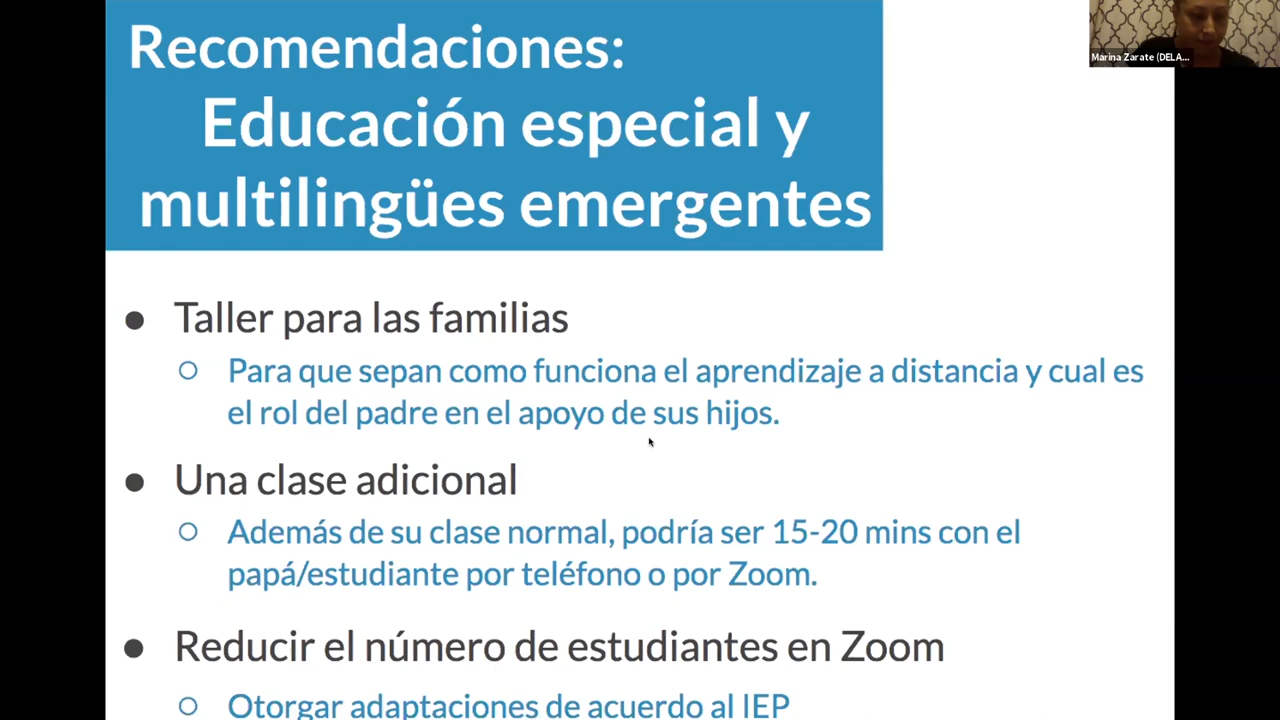 Recomendaciones:
Educación especial y
multilingües emergentes
Marina Zarate (DELA...
● Taller para las familias
○ Para que sepan como funciona el aprendizaje a distancia y cual es
el rol del padre en el apoyo de sus hijos.
● Una clase adicional
○ Además de su clase normal, podría ser 15-20 mins con el
papá/estudiante por teléfono o por Zoom.
● Reducir el número de estudiantes en Zoom
○ Otorgar adaptaciones de acuerdo al IEP